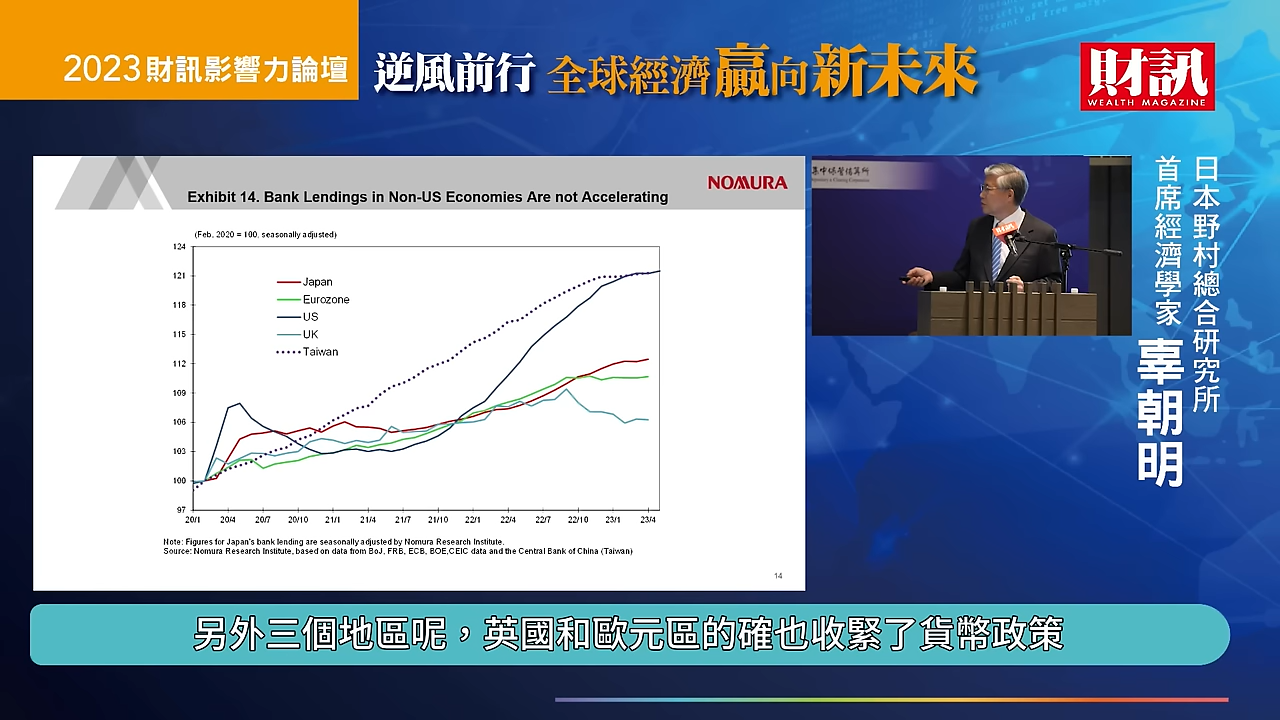 2023財訊影響力論壇
逆風前行 全球經濟贏向新未來
財訊
WEALTH MAGAZINE
NOMURA
Exhibit 14. Bank Lendings in Non-US Economies Are not Accelerating
(Feb, 2020 = 100, seasonally adjusted)
124
121
118
115
112
109
106
103
100
97
Japan
Eurozone
US
UK
Taiwan
20/1 20/4 20/7 20/10 21/1 21/4 21/7 21/10 22/1 22/4 22/7 22/10 23/1 23/4
Note: Figures for Japan's bank lending are seasonally adjusted by Nomura Research Institute.
Source: Nomura Research Institute, based on data from BoJ, FRB, ECB, BOE,CEIC data and the Central Bank of China (Taiwan)
14
財訊
日本野村總合研究所
首席經濟學家 辜朝明
另外三個地區呢，英國和歐元區的確也收緊了貨幣政策